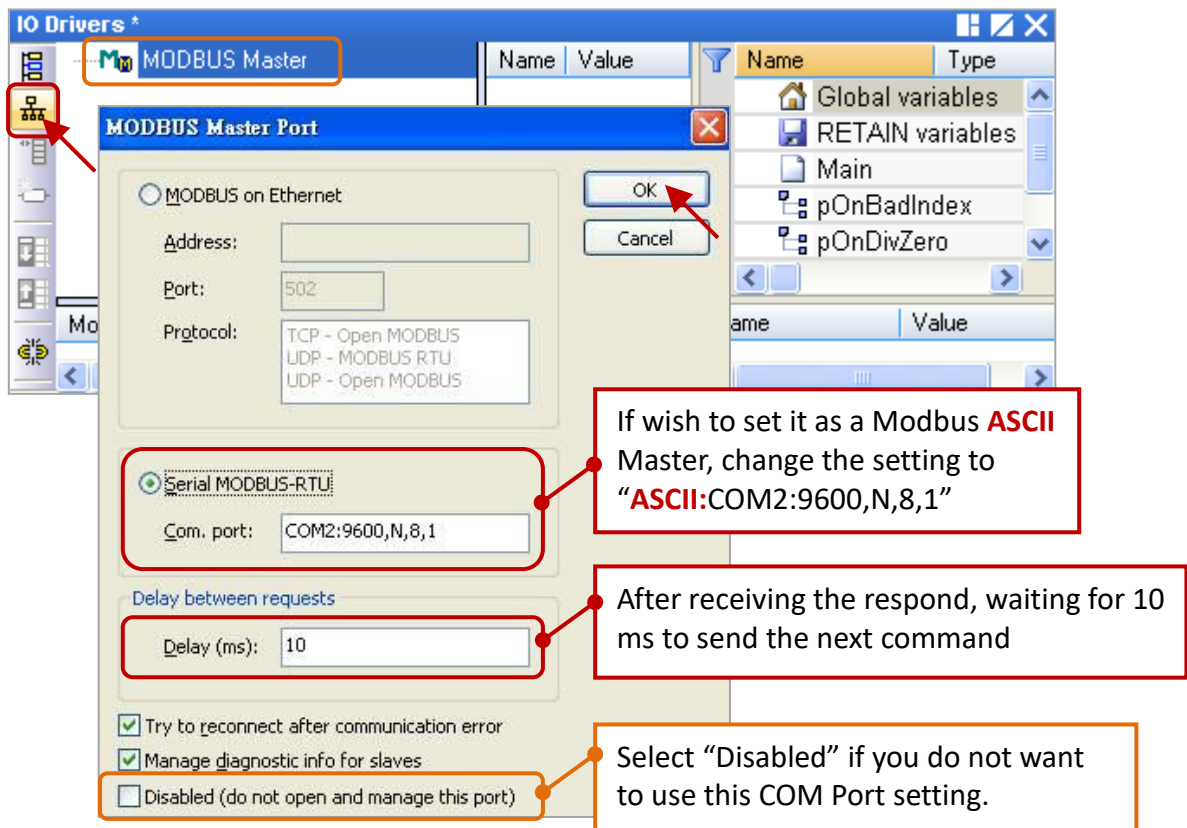 IO Drivers *
MODBUS Master
Name Value
Name Type
Global variables
RETAIN variables
Main
pOnBadIndex
pOnDivZero
Mo
ame Value
MODBUS Master Port
MODBUS on Ethernet
Address:
Port: 502
Protocol: TCP - Open MODBUS
UDP - MODBUS RTU
UDP - Open MODBUS
OK
Cancel
Serial MODBUS-RTU
Com. port: COM2:9600,N,8,1
Delay between requests
Delay (ms): 10
Try to reconnect after communication error
Manage diagnostic info for slaves
Disabled (do not open and manage this port)
If wish to set it as a Modbus ASCII
Master, change the setting to
“ASCII:COM2:9600,N,8,1”
After receiving the respond, waiting for 10
ms to send the next command
Select “Disabled” if you do not want
to use this COM Port setting.